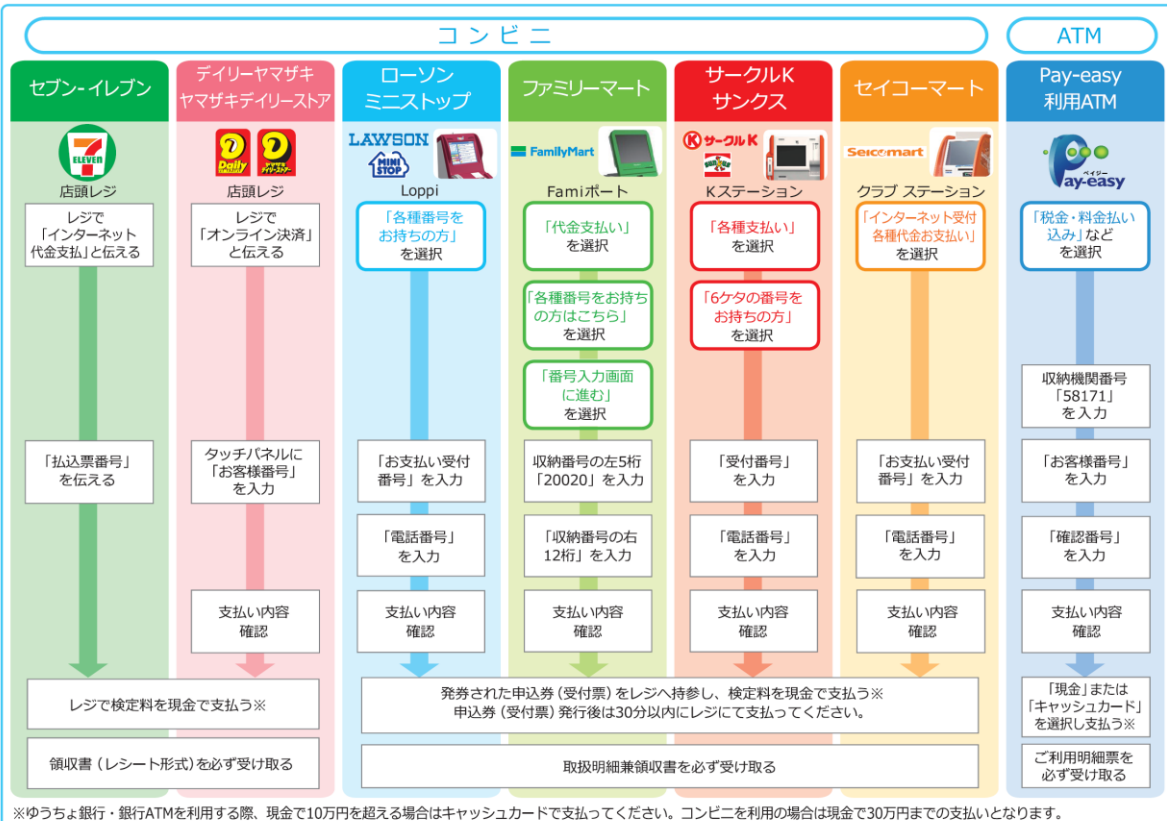 コンビニ
ATM
セブン-イレブン
デイリーヤマザキ
ヤマザキデイリーストア
ローソン
ミニストップ
ファミリーマート
サークルK
サンクス
セイコーマート
Pay-easy
利用ATM
7
ELEVEN
Daily
デイリーストアー
LAWSON
MINI
STOP
FamilyMart
サークルK
Seicomart
ペイジー
Pay-easy
店頭レジ
店頭レジ
Loppi
Famiポート
Kステーション
クラブ ステーション
レジで
「インターネット
代金支払」と伝える
レジで
「オンライン決済」
と伝える
「各種番号を
お持ちの方」
を選択
「代金支払い」
を選択
「各種支払い」
を選択
「インターネット受付
各種代金お支払い」
を選択
「税金・料金払い
込み」など
を選択
「各種番号をお持ち
の方はこちら」
を選択
「6ケタの番号を
お持ちの方」
を選択
「番号入力画面
に進む」
を選択
収納機関番号
「58171」
を入力
「払込票番号」
を伝える
タッチパネルに
「お客様番号」
を入力
「お支払い受付
番号」を入力
収納番号の左5桁
「20020」を入力
「受付番号」
を入力
「お支払い受付
番号」を入力
「お客様番号」
を入力
「電話番号」
を入力
「収納番号の右
12桁」を入力
「電話番号」
を入力
「電話番号」
を入力
「確認番号」
を入力
支払い内容
確認
支払い内容
確認
支払い内容
確認
支払い内容
確認
支払い内容
確認
支払い内容
確認
レジで検定料を現金で支払う※
発券された申込券（受付票）をレジへ持参し、検定料を現金で支払う※
申込券（受付票）発行後は30分以内にレジにて支払ってください。
「現金」または
「キャッシュカード」
を選択し支払う※
領収書（レシート形式）を必ず受け取る
取扱明細兼領収書を必ず受け取る
ご利用明細票を
必ず受け取る
※ゆうちょ銀行・銀行ATMを利用する際、現金で10万円を超える場合はキャッシュカードで支払ってください。コンビニを利用の場合は現金で30万円までの支払いとなります。